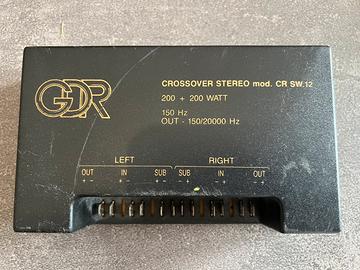 GDR
CROSSOVER STEREO mod. CR SW.12
200 + 200 WATT
150 Hz
OUT - 150/20000 Hz
LEFT RIGHT
OUT IN SUB SUB IN OUT
+ - + - + - + - + - + -